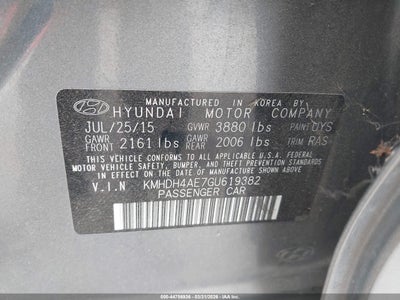 MANUFACTURED IN KOREA BY
HYUNDAI MOTOR COMPANY
JUL/25/15 GVWR 3880 lbs PAINT UYS
GAWR FRONT 2161 lbs GAWR REAR 2006 lbs TRIM RAS
THIS VEHICLE CONFORMS TO ALL APPLICABLE U.S. FEDERAL
MOTOR VEHICLE SAFETY, BUMPER, AND THEFT PREVENTION
STANDARDS IN EFFECT ON THE DATE OF MANUFACTURE SHOWN ABOVE.
V.I.N KMHDH4AE7GU619382
PASSENGER CAR